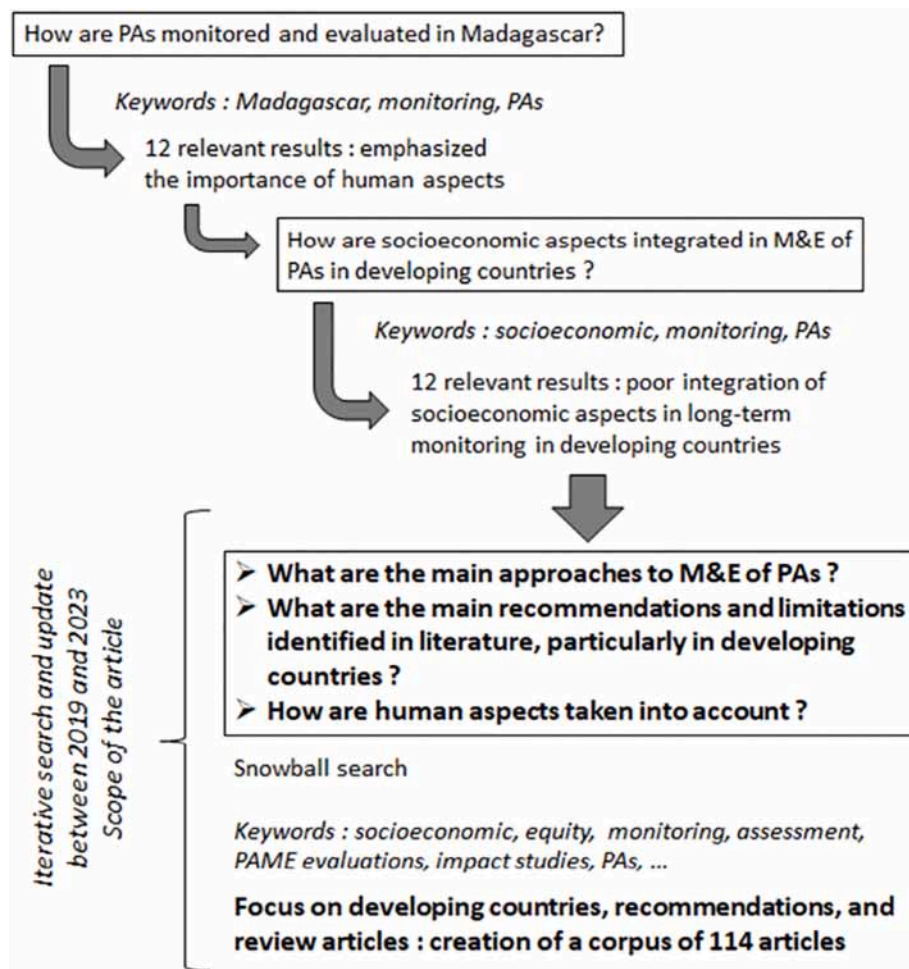 How are PAs monitored and evaluated in Madagascar?
Keywords : Madagascar, monitoring, PAs
12 relevant results : emphasized
the importance of human aspects
How are socioeconomic aspects integrated in M&E of
PAs in developing countries ?
Keywords : socioeconomic, monitoring, PAs
12 relevant results : poor integration of
socioeconomic aspects in long-term
monitoring in developing countries
Iterative search and update
between 2019 and 2023
Scope of the article
➢ What are the main approaches to M&E of PAs ?
➢ What are the main recommendations and limitations
identified in literature, particularly in developing
countries ?
➢ How are human aspects taken into account ?
Snowball search
Keywords : socioeconomic, equity, monitoring, assessment,
PAME evaluations, impact studies, PAs, ...
Focus on developing countries, recommendations, and
review articles : creation of a corpus of 114 articles